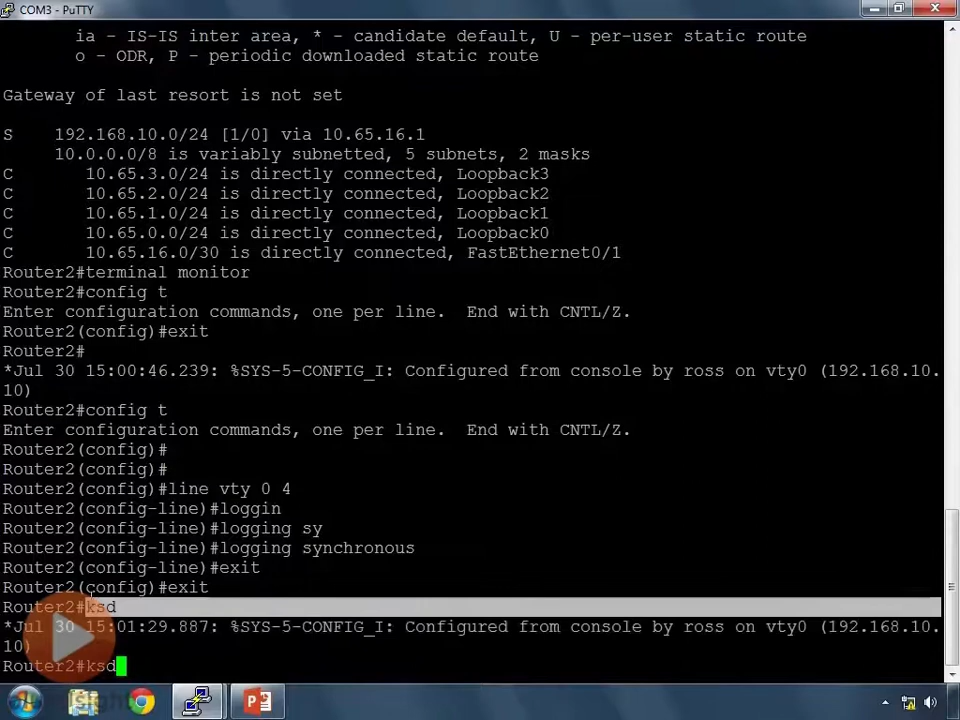 COM3 - PuTTY
ia - IS-IS inter area, * - candidate default, U - per-user static route
o - ODR, P - periodic downloaded static route
Gateway of last resort is not set
S    192.168.10.0/24 [1/0] via 10.65.16.1
10.0.0.0/8 is variably subnetted, 5 subnets, 2 masks
C       10.65.3.0/24 is directly connected, Loopback3
C       10.65.2.0/24 is directly connected, Loopback2
C       10.65.1.0/24 is directly connected, Loopback1
C       10.65.0.0/24 is directly connected, Loopback0
C       10.65.16.0/30 is directly connected, FastEthernet0/1
Router2#terminal monitor
Router2#config t
Enter configuration commands, one per line.  End with CNTL/Z.
Router2(config)#exit
Router2#
*Jul 30 15:00:46.239: %SYS-5-CONFIG_I: Configured from console by ross on vty0 (192.168.10.
10)
Router2#config t
Enter configuration commands, one per line.  End with CNTL/Z.
Router2(config)#
Router2(config)#
Router2(config)#line vty 0 4
Router2(config-line)#loggin
Router2(config-line)#logging sy
Router2(config-line)#logging synchronous
Router2(config-line)#exit
Router2(config)#exit
Router2#ksd
*Jul 30 15:01:29.887: %SYS-5-CONFIG_I: Configured from console by ross on vty0 (192.168.10.
10)
Router2#ksd